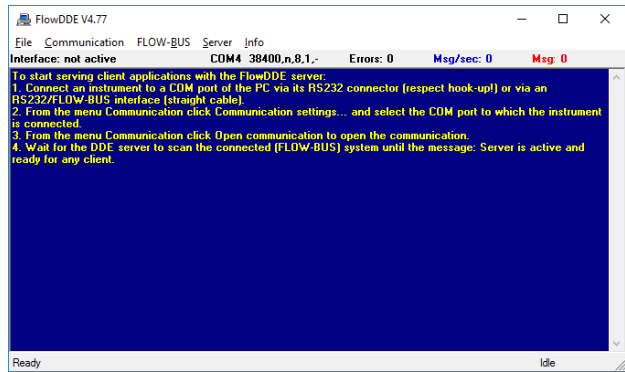 FlowDDE V4.77
File Communication FLOW-BUS Server Info
Interface: not active COM4 38400,n,8,1,- Errors: 0 Msg/sec: 0 Msg: 0
To start serving client applications with the FlowDDE server:
1. Connect an instrument to a COM port of the PC via its RS232 connector (respect hook-up!) or via an
RS232/FLOW-BUS interface (straight cable).
2. From the menu Communication click Communication settings... and select the COM port to which the instrument
is connected.
3. From the menu Communication click Open communication to open the communication.
4. Wait for the DDE server to scan the connected (FLOW-BUS) system until the message: Server is active and
ready for any client.
Ready Idle